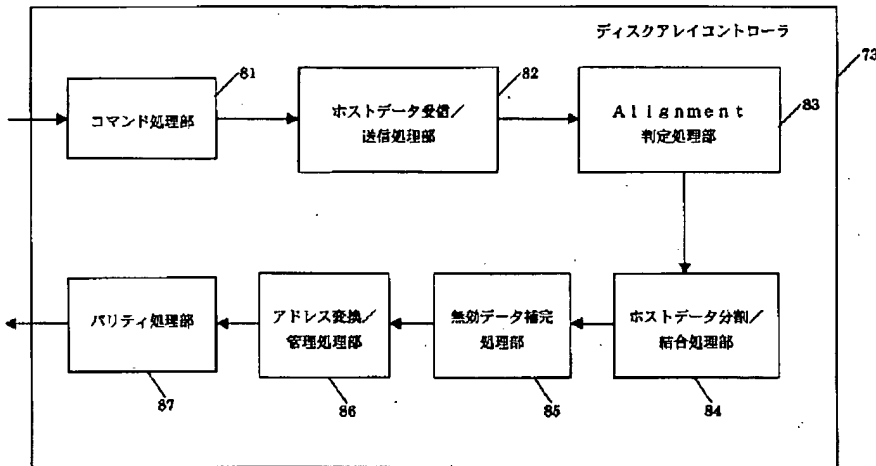 ディスクアレイコントローラ
73
81
コマンド処理部
82
ホストデータ受信／
送信処理部
83
Ａｌｉｇｎｍｅｎｔ
判定処理部
パリティ処理部
87
アドレス変換／
管理処理部
86
無効データ補完
処理部
85
ホストデータ分割／
結合処理部
84